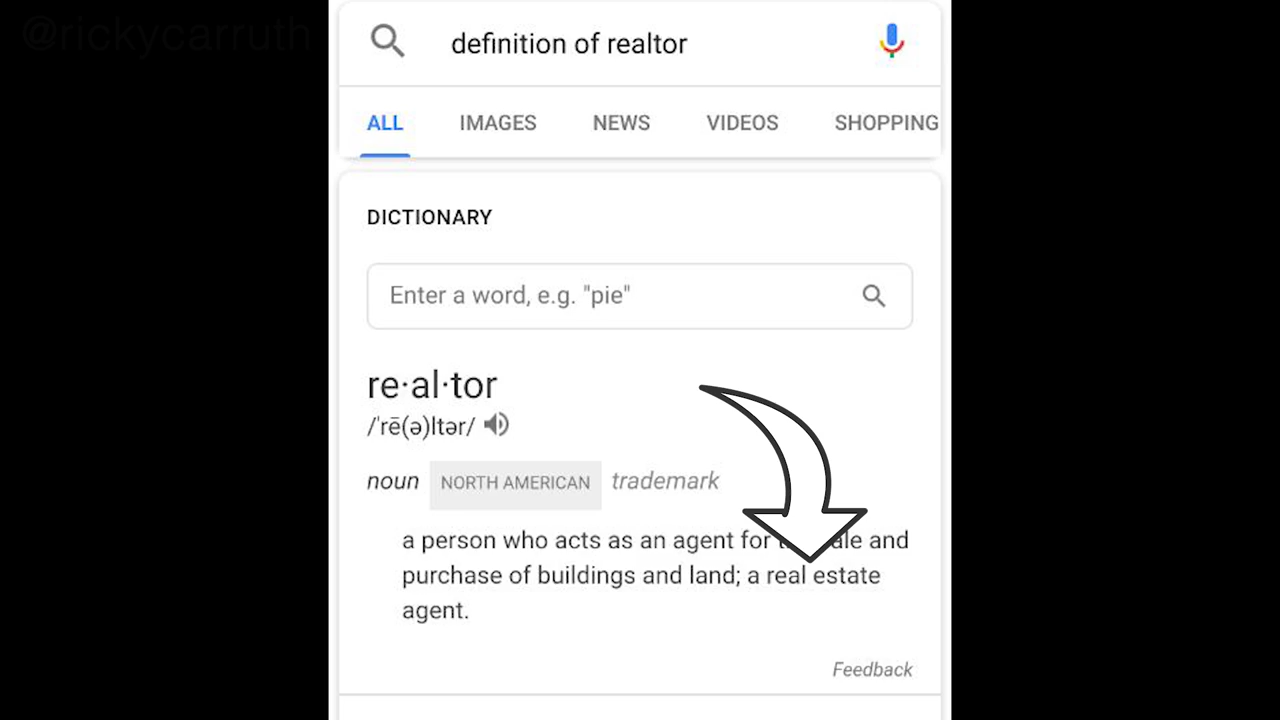 @rickycarruth
definition of realtor
ALL IMAGES NEWS VIDEOS SHOPPING
DICTIONARY
Enter a word, e.g. "pie"
re·al·tor
/ˈrē(ə)ltər/
noun NORTH AMERICAN trademark
a person who acts as an agent for and
purchase of buildings and land; a real estate
agent.
Feedback